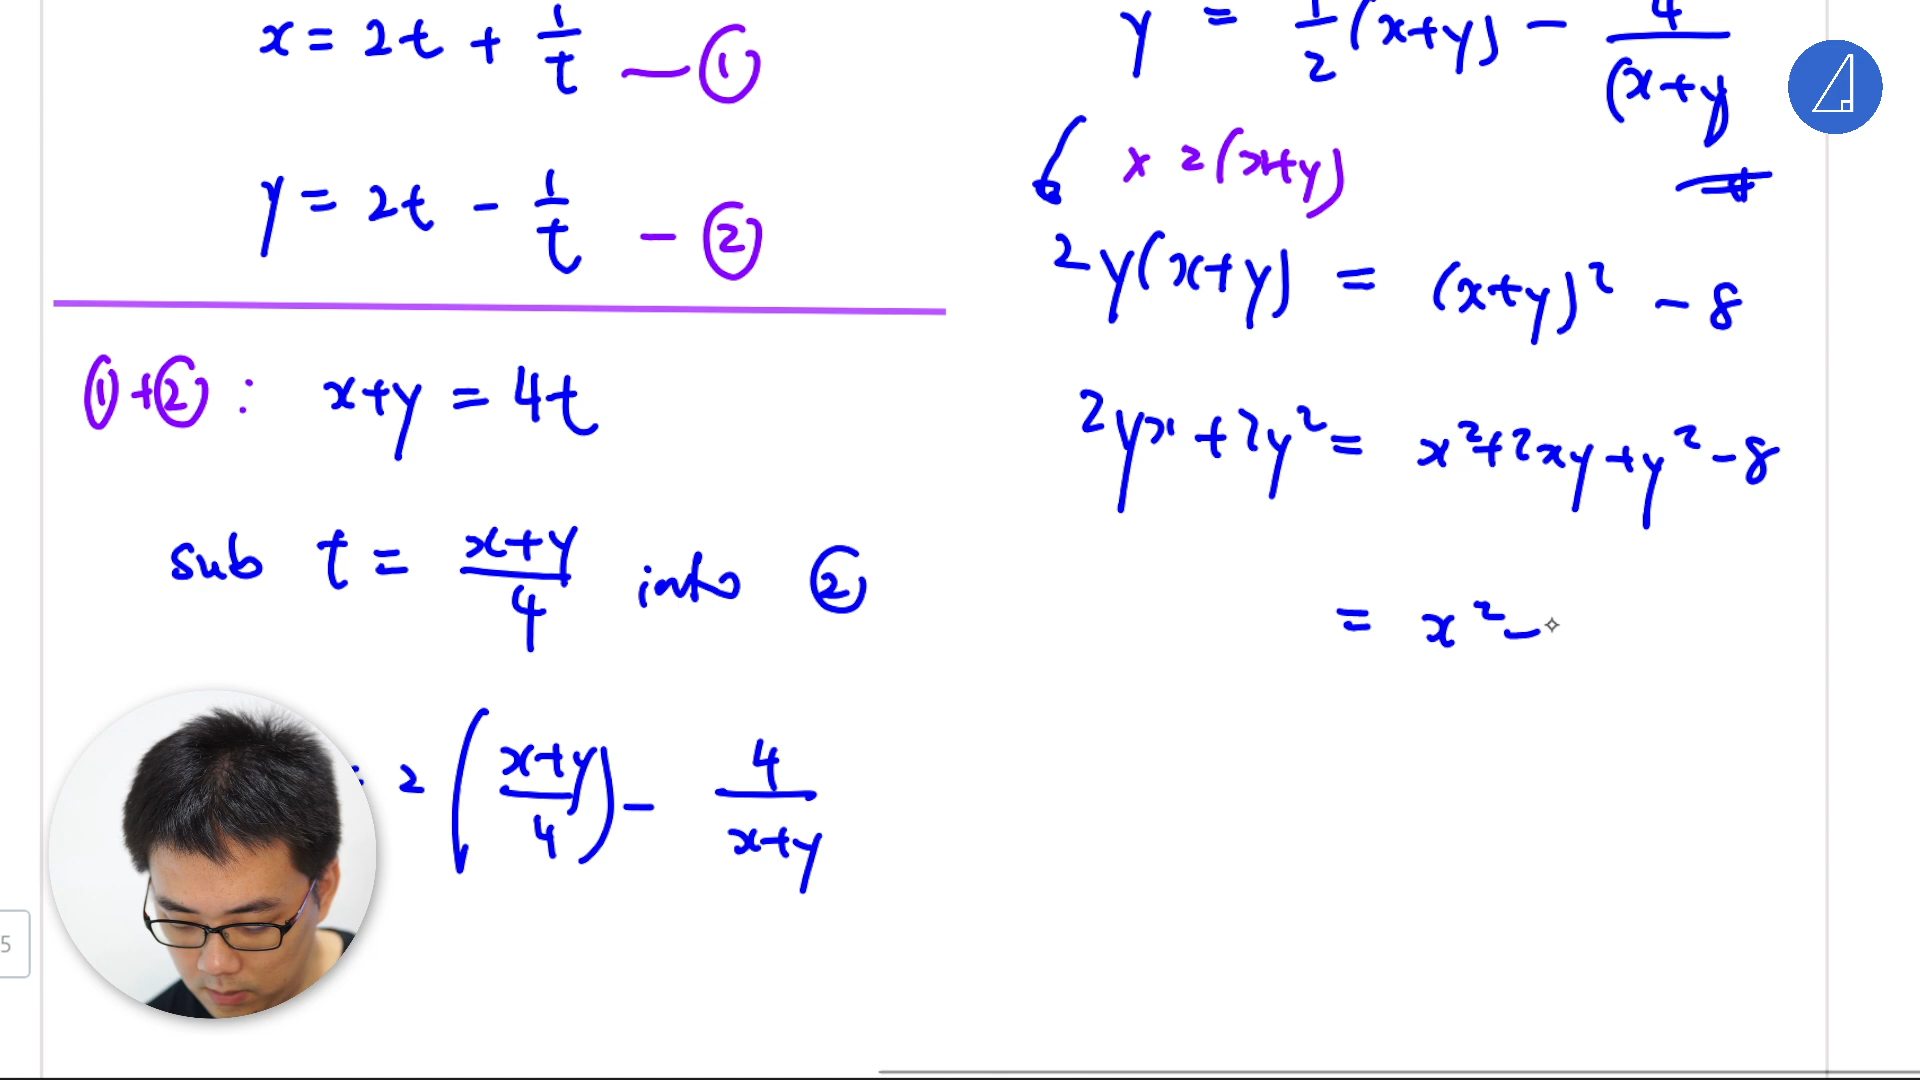 x = 2t + 1/t — ①
y = 2t - 1/t - ②
①+②: x+y = 4t
sub t = (x+y)/4 into ②
= 2((x+y)/4) - 4/(x+y)
5
y = 1/2 (x+y) - 4/(x+y
x 2(x+y)
2y(x+y) = (x+y)² - 8
2yx + 2y² = x² + 2xy + y² - 8
= x² -